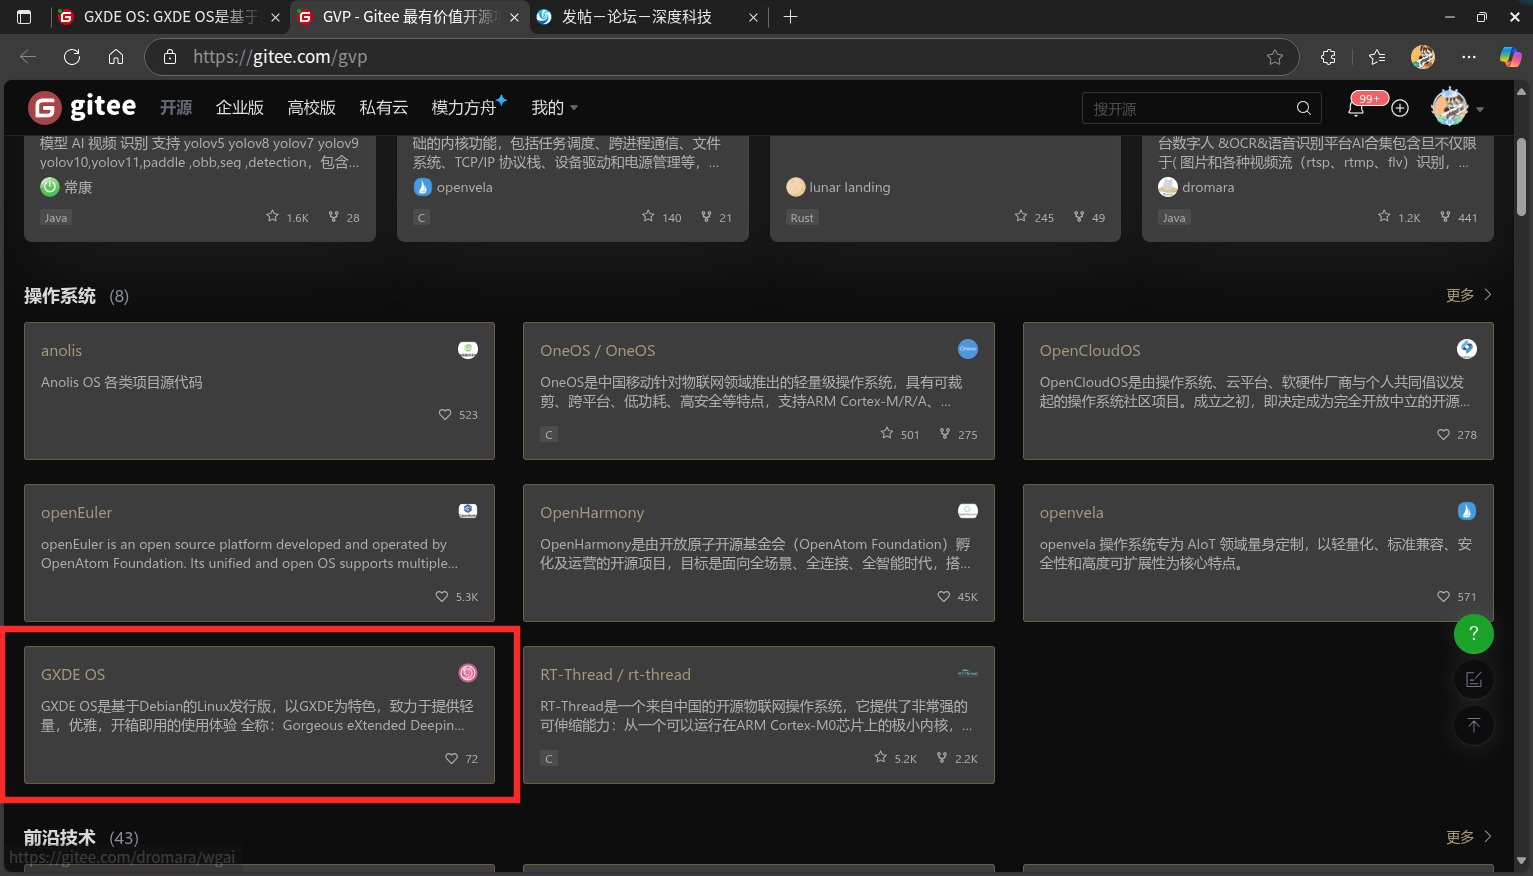 GXDE OS: GXDE OS是基于
GVP - Gitee 最有价值开源项
发帖－论坛－深度科技
https://gitee.com/gvp
gitee
开源
企业版
高校版
私有云
模力方舟
我的
搜开源
99+
模型 AI 视频 识别 支持 yolov5 yolov8 yolov7 yolov9
yolov10,yolov11,paddle ,obb,seg ,detection，包含...
常康
Java
1.6K
28
础的内核功能，包括任务调度、跨进程通信、文件
系统、TCP/IP 协议栈、设备驱动和电源管理等，...
openvela
C
140
21
lunar landing
Rust
245
49
台数字人 &OCR&语音识别平台AI合集包含旦不仅限
于( 图片和各种视频流（rtsp、rtmp、flv）识别，...
dromara
Java
1.2K
441
操作系统 (8)
更多
anolis
Anolis OS 各类项目源代码
523
OneOS / OneOS
OneOS是中国移动针对物联网领域推出的轻量级操作系统，具有可裁
剪、跨平台、低功耗、高安全等特点，支持ARM Cortex-M/R/A、...
C
501
275
OpenCloudOS
OpenCloudOS是由操作系统、云平台、软硬件厂商与个人共同倡议发
起的操作系统社区项目。成立之初，即决定成为完全开放中立的开源...
278
openEuler
openEuler is an open source platform developed and operated by
OpenAtom Foundation. Its unified and open OS supports multiple...
5.3K
OpenHarmony
OpenHarmony是由开放原子开源基金会（OpenAtom Foundation）孵
化及运营的开源项目，目标是面向全场景、全连接、全智能时代，搭...
45K
openvela
openvela 操作系统专为 AIoT 领域量身定制，以轻量化、标准兼容、安
全性和高度可扩展性为核心特点。
571
?
GXDE OS
GXDE OS是基于Debian的Linux发行版，以GXDE为特色，致力于提供轻
量，优雅，开箱即用的使用体验 全称：Gorgeous eXtended Deepin...
72
RT-Thread / rt-thread
RT-Thread是一个来自中国的开源物联网操作系统，它提供了非常强的
可伸缩能力：从一个可以运行在ARM Cortex-M0芯片上的极小内核，...
C
5.2K
2.2K
前沿技术 (43)
更多
https://gitee.com/dromara/wgai